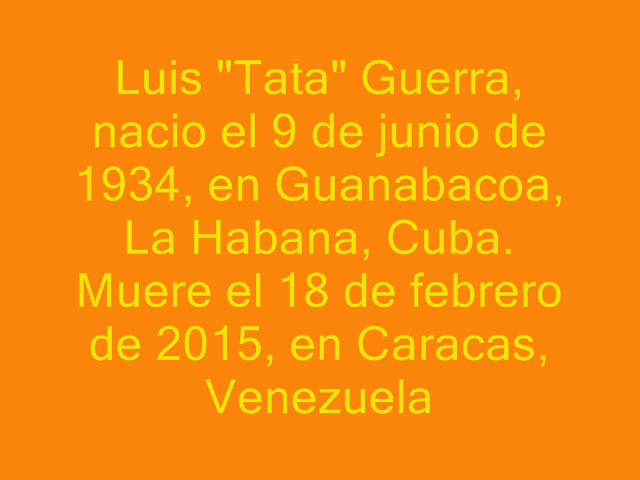 Luis "Tata" Guerra,
nacio el 9 de junio de
1934, en Guanabacoa,
La Habana, Cuba.
Muere el 18 de febrero
de 2015, en Caracas,
Venezuela